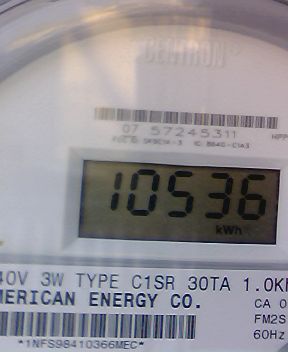 CENTRON
07 57245311
10536
kWh
40V 3W TYPE C1SR 30TA 1.0K
MERICAN ENERGY CO.
CA 0
FM2S
60Hz
*1NFS98410366MEC*